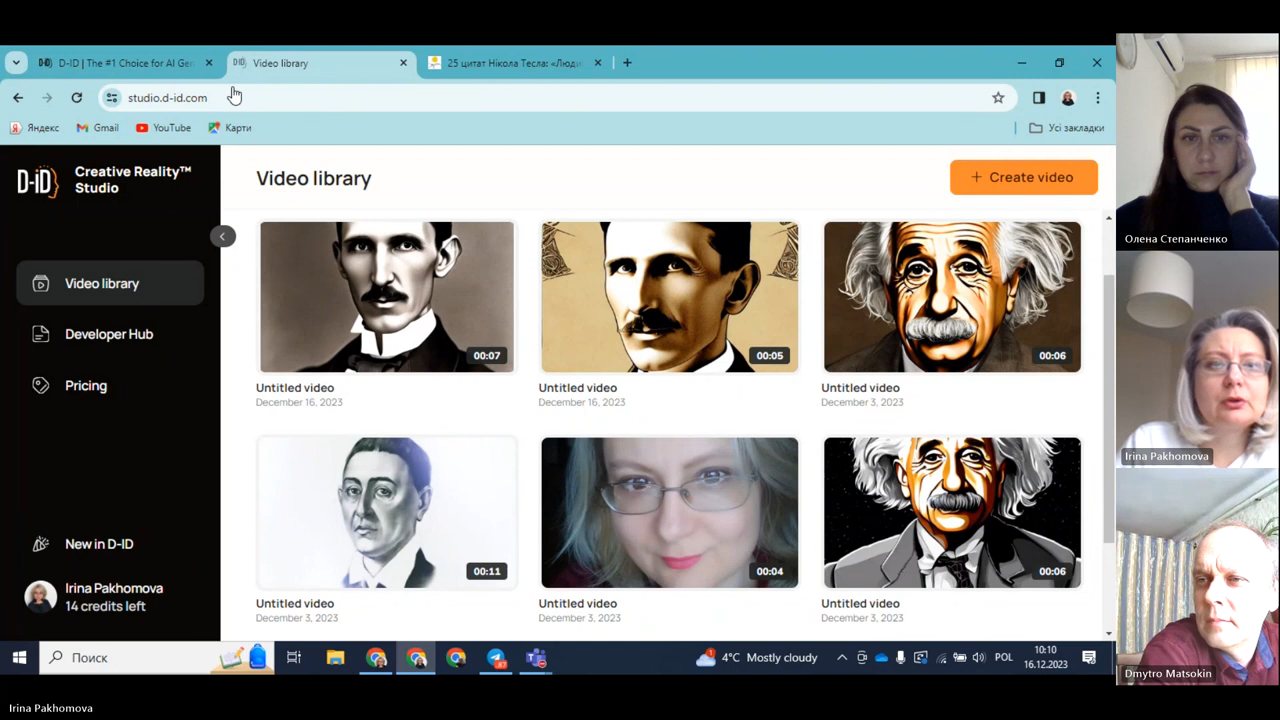 D-ID | The #1 Choice for AI Gen
Video library
25 цитат Нікола Тесла: «Люди
studio.d-id.com
Яндекс
Gmail
YouTube
Карти
Усі закладки
D-iD
Creative Reality™
Studio
Video library
+ Create video
Video library
Developer Hub
Pricing
New in D-ID
Irina Pakhomova
14 credits left
00:07
00:05
00:06
Untitled video
Untitled video
Untitled video
December 16, 2023
December 16, 2023
December 3, 2023
00:11
00:04
00:06
Untitled video
Untitled video
Untitled video
December 3, 2023
December 3, 2023
December 3, 2023
Поиск
4°C Mostly cloudy
POL
10:10
16.12.2023
Олена Степанченко
Irina Pakhomova
Dmytro Matsokin
Irina Pakhomova